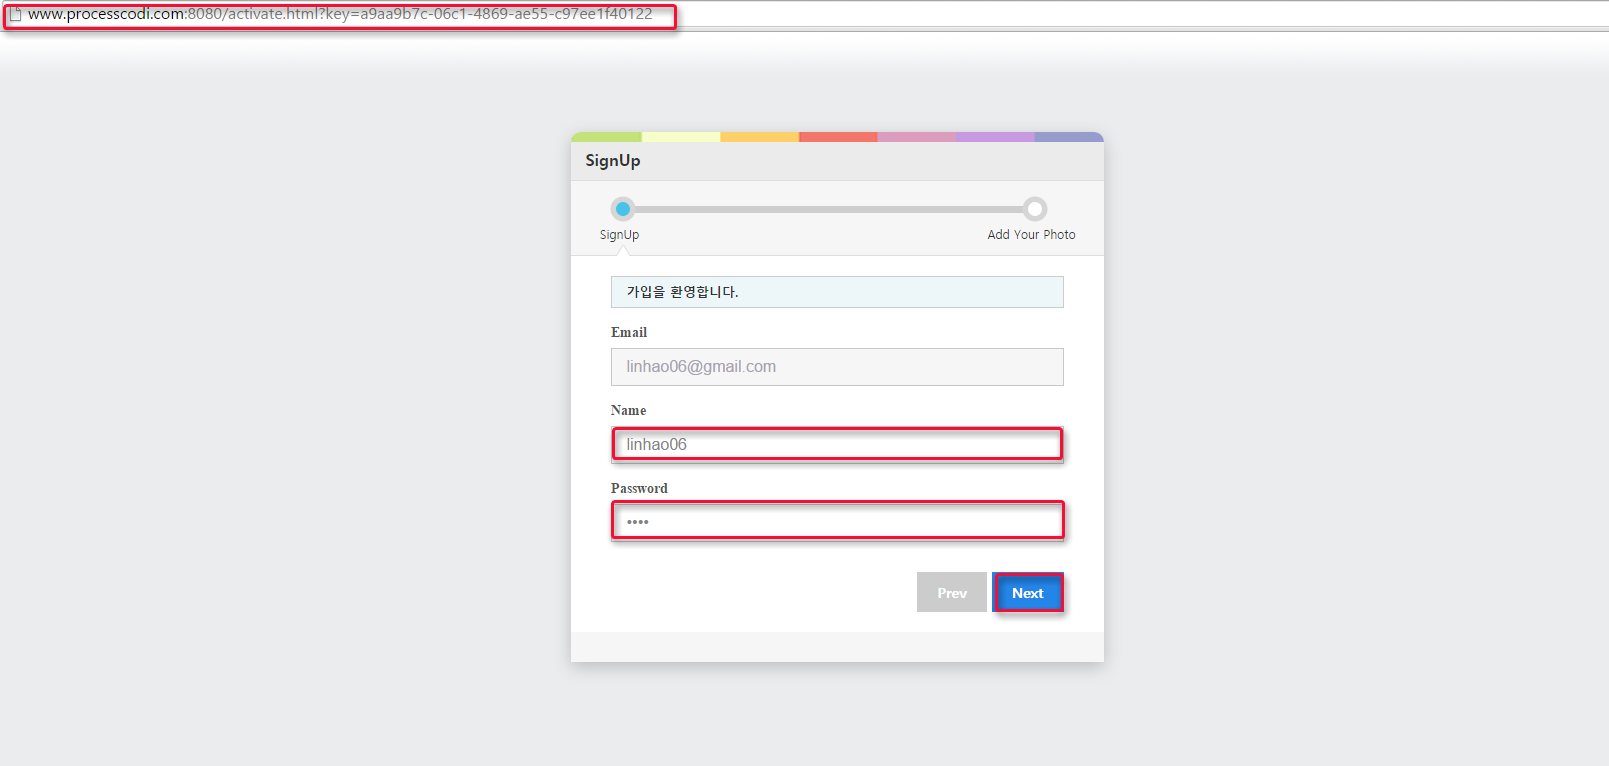 www.processcodi.com:8080/activate.html?key=a9aa9b7c-06c1-4869-ae55-c97ee1f40122
SignUp
SignUp
Add Your Photo
가입을 환영합니다.
Email
linhao06@gmail.com
Name
linhao06
Password
••••
Prev
Next